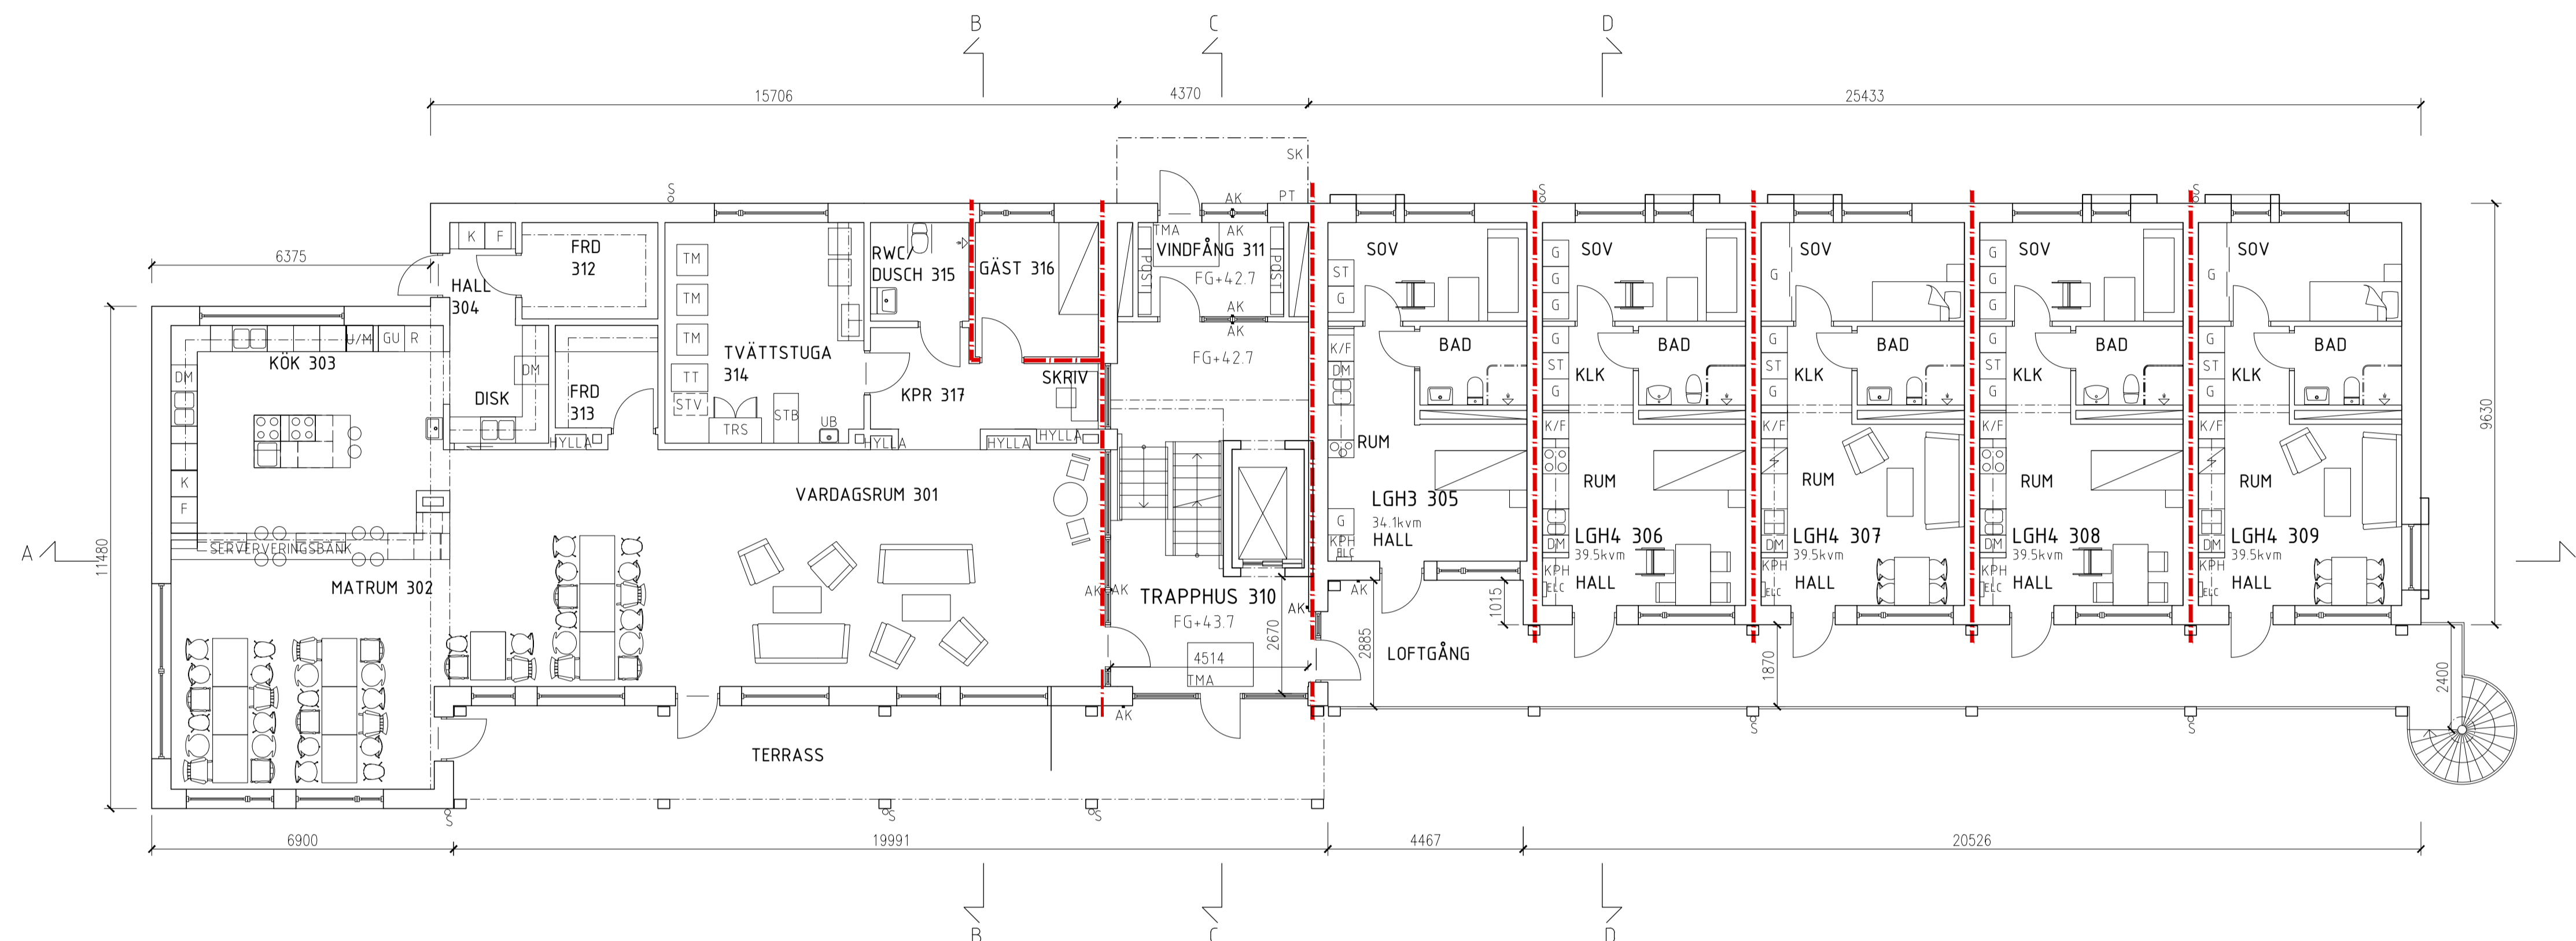 B
C
D
15706
4370
25433
SK
S
AK
PT
S
S
6375
K
F
FRD
312
HALL
304
TM
TM
TM
TT
STV
TRS
STB
UB
TVÄTTSTUGA
314
RWC/
DUSCH 315
GÄST 316
TMA
AK
VINDFÅNG 311
POST
POST
FG+42.7
AK
AK
FG+42.7
SOV
SOV
SOV
SOV
SOV
ST
G
G
G
G
G
G
G
G
G
K/F
DM
BAD
G
ST
G
KLK
BAD
G
ST
G
KLK
BAD
G
ST
G
KLK
BAD
G
ST
G
KLK
BAD
9630
U/M
GU
R
KÖK 303
DM
K
F
DISK
DM
FRD
313
HYLLA
KPR 317
SKRIV
HYLLA
HYLLA
HYLLA
RUM
K/F
K/F
K/F
K/F
VARDAGSRUM 301
RUM
RUM
RUM
RUM
LGH3 305
34.1kvm
HALL
G
KPH
ELC
LGH4 306
39.5kvm
HALL
DM
KPH
ELC
LGH4 307
39.5kvm
HALL
DM
KPH
ELC
LGH4 308
39.5kvm
HALL
DM
KPH
ELC
LGH4 309
39.5kvm
HALL
DM
KPH
ELC
A
11480
SERVERVERINGSBANK
MATRUM 302
AK
AK
TRAPPHUS 310
FG+43.7
AK
AK
2670
4514
TMA
AK
2885
1015
LOFTGÅNG
1870
2400
A
TERRASS
S
S
S
S
S
6900
19991
4467
20526
B
C
D